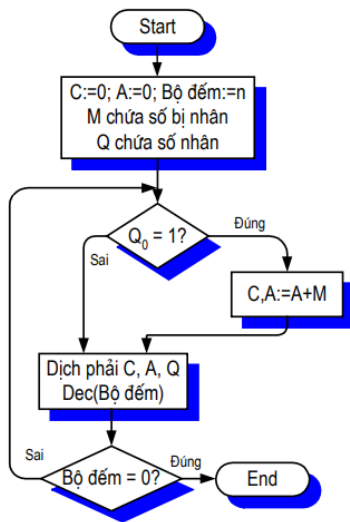 Start
C:=0; A:=0; Bộ đếm:=n
M chứa số bị nhân
Q chứa số nhân
Q0 = 1?
Đúng
Sai
C,A:=A+M
Dịch phải C, A, Q
Dec(Bộ đếm)
Sai
Bộ đếm = 0?
Đúng
End